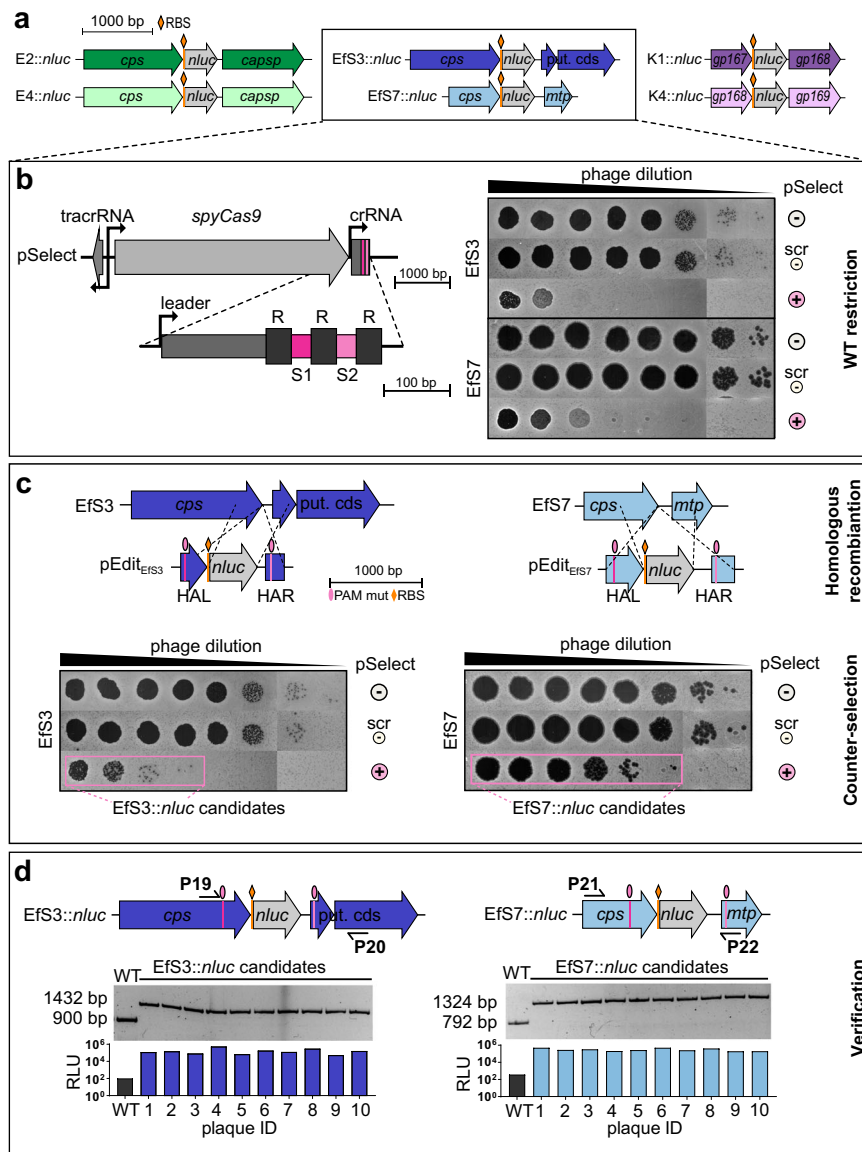 a
1000 bp
RBS
E2::nluc
cps
nluc
capsp
E4::nluc
cps
nluc
capsp
EfS3::nluc
cps
nluc
put. cds
EfS7::nluc
cps
nluc
mtp
K1::nluc
gp167
nluc
gp168
K4::nluc
gp168
nluc
gp169
b
tracrRNA
spyCas9
crRNA
pSelect
1000 bp
leader
R
R
R
S1
S2
100 bp
phage dilution
pSelect
EfS3
-
scr
-
+
EfS7
-
scr
-
+
WT restriction
c
EfS3
cps
put. cds
pEditEfS3
nluc
HAL
HAR
1000 bp
PAM mut
RBS
EfS7
cps
mtp
pEditEfS7
nluc
HAL
HAR
Homologous
recombiantion
phage dilution
pSelect
EfS3
-
scr
-
+
EfS3::nluc candidates
phage dilution
pSelect
EfS7
-
scr
-
+
EfS7::nluc candidates
Counter-selection
d
P19
EfS3::nluc
cps
nluc
put. cds
P20
WT
EfS3::nluc candidates
1432 bp
900 bp
RLU
10^6
10^4
10^2
10^0
WT 1 2 3 4 5 6 7 8 9 10
plaque ID
P21
EfS7::nluc
cps
nluc
mtp
P22
WT
EfS7::nluc candidates
1324 bp
792 bp
RLU
10^6
10^4
10^2
10^0
WT 1 2 3 4 5 6 7 8 9 10
plaque ID
Verification